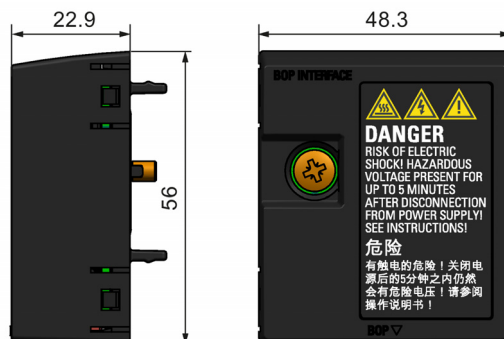 22.9
48.3
56
BOP INTERFACE
DANGER
RISK OF ELECTRIC
SHOCK! HAZARDOUS
VOLTAGE PRESENT FOR
UP TO 5 MINUTES
AFTER DISCONNECTION
FROM POWER SUPPLY!
SEE INSTRUCTIONS!
危险
有触电的危险！关闭电
源后的5分钟之内仍然
会有危险电压！请参阅
操作说明书！
BOP ▽